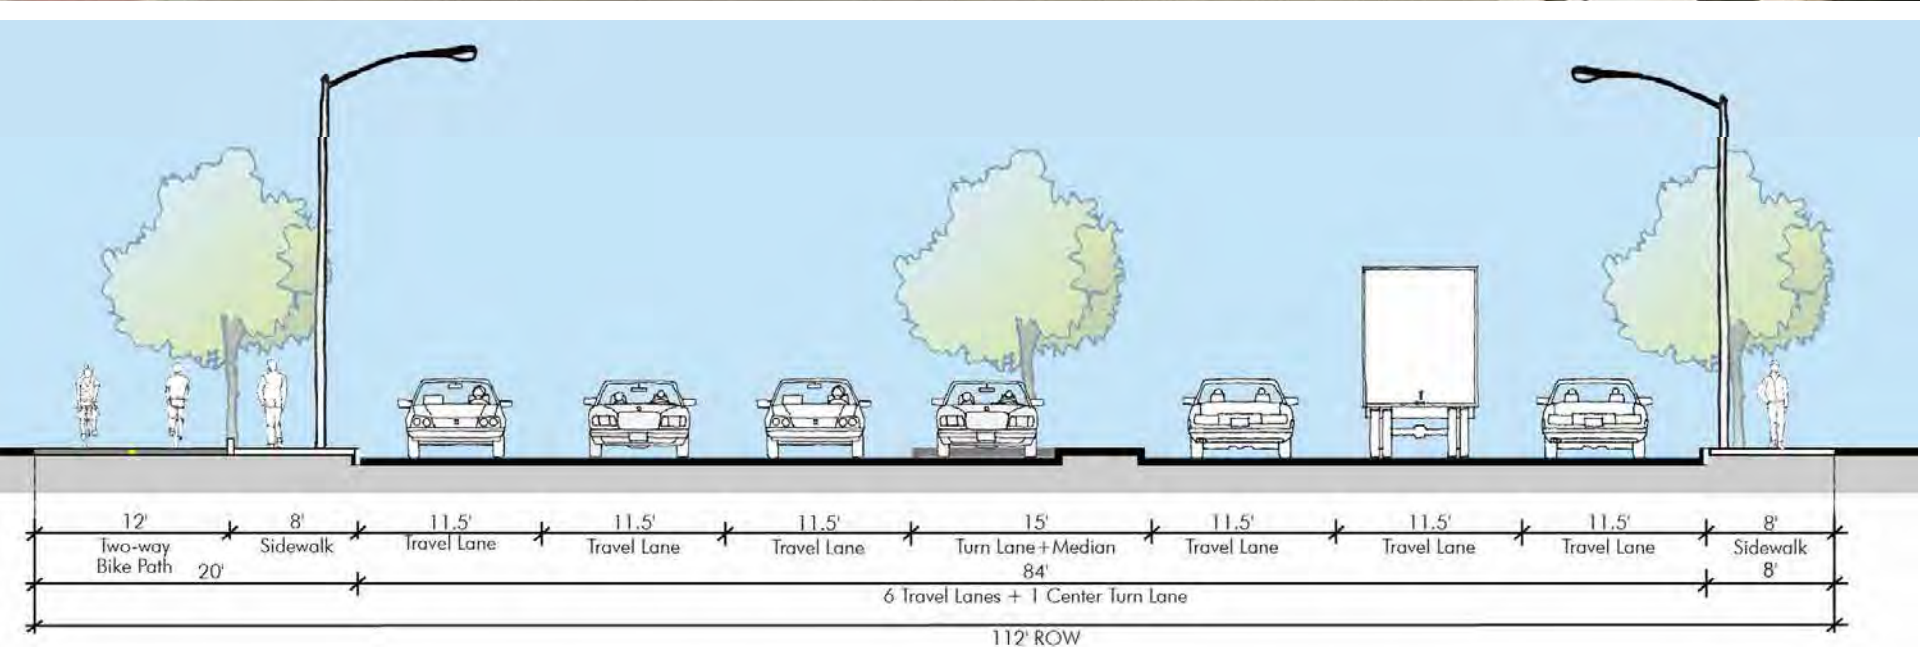 12' 8' 11.5' 11.5' 11.5' 15' 11.5' 11.5' 11.5' 8'
Two-way Sidewalk Travel Lane Travel Lane Travel Lane Turn Lane+Median Travel Lane Travel Lane Travel Lane Sidewalk
Bike Path
20' 84' 8'
6 Travel Lanes + 1 Center Turn Lane
112' ROW